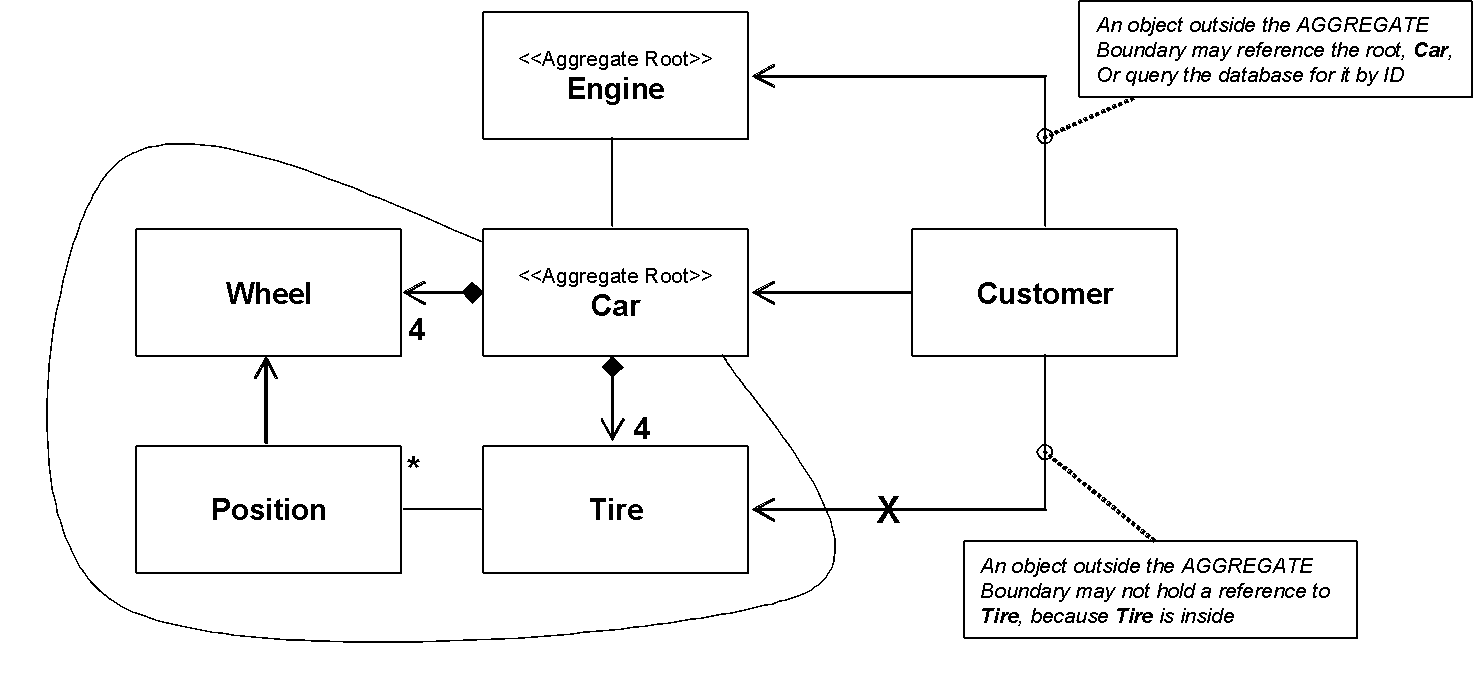 <<Aggregate Root>>
Engine
An object outside the AGGREGATE
Boundary may reference the root, Car,
Or query the database for it by ID
Wheel
4
<<Aggregate Root>>
Car
Customer
4
Position
*
Tire
X
An object outside the AGGREGATE
Boundary may not hold a reference to
Tire, because Tire is inside